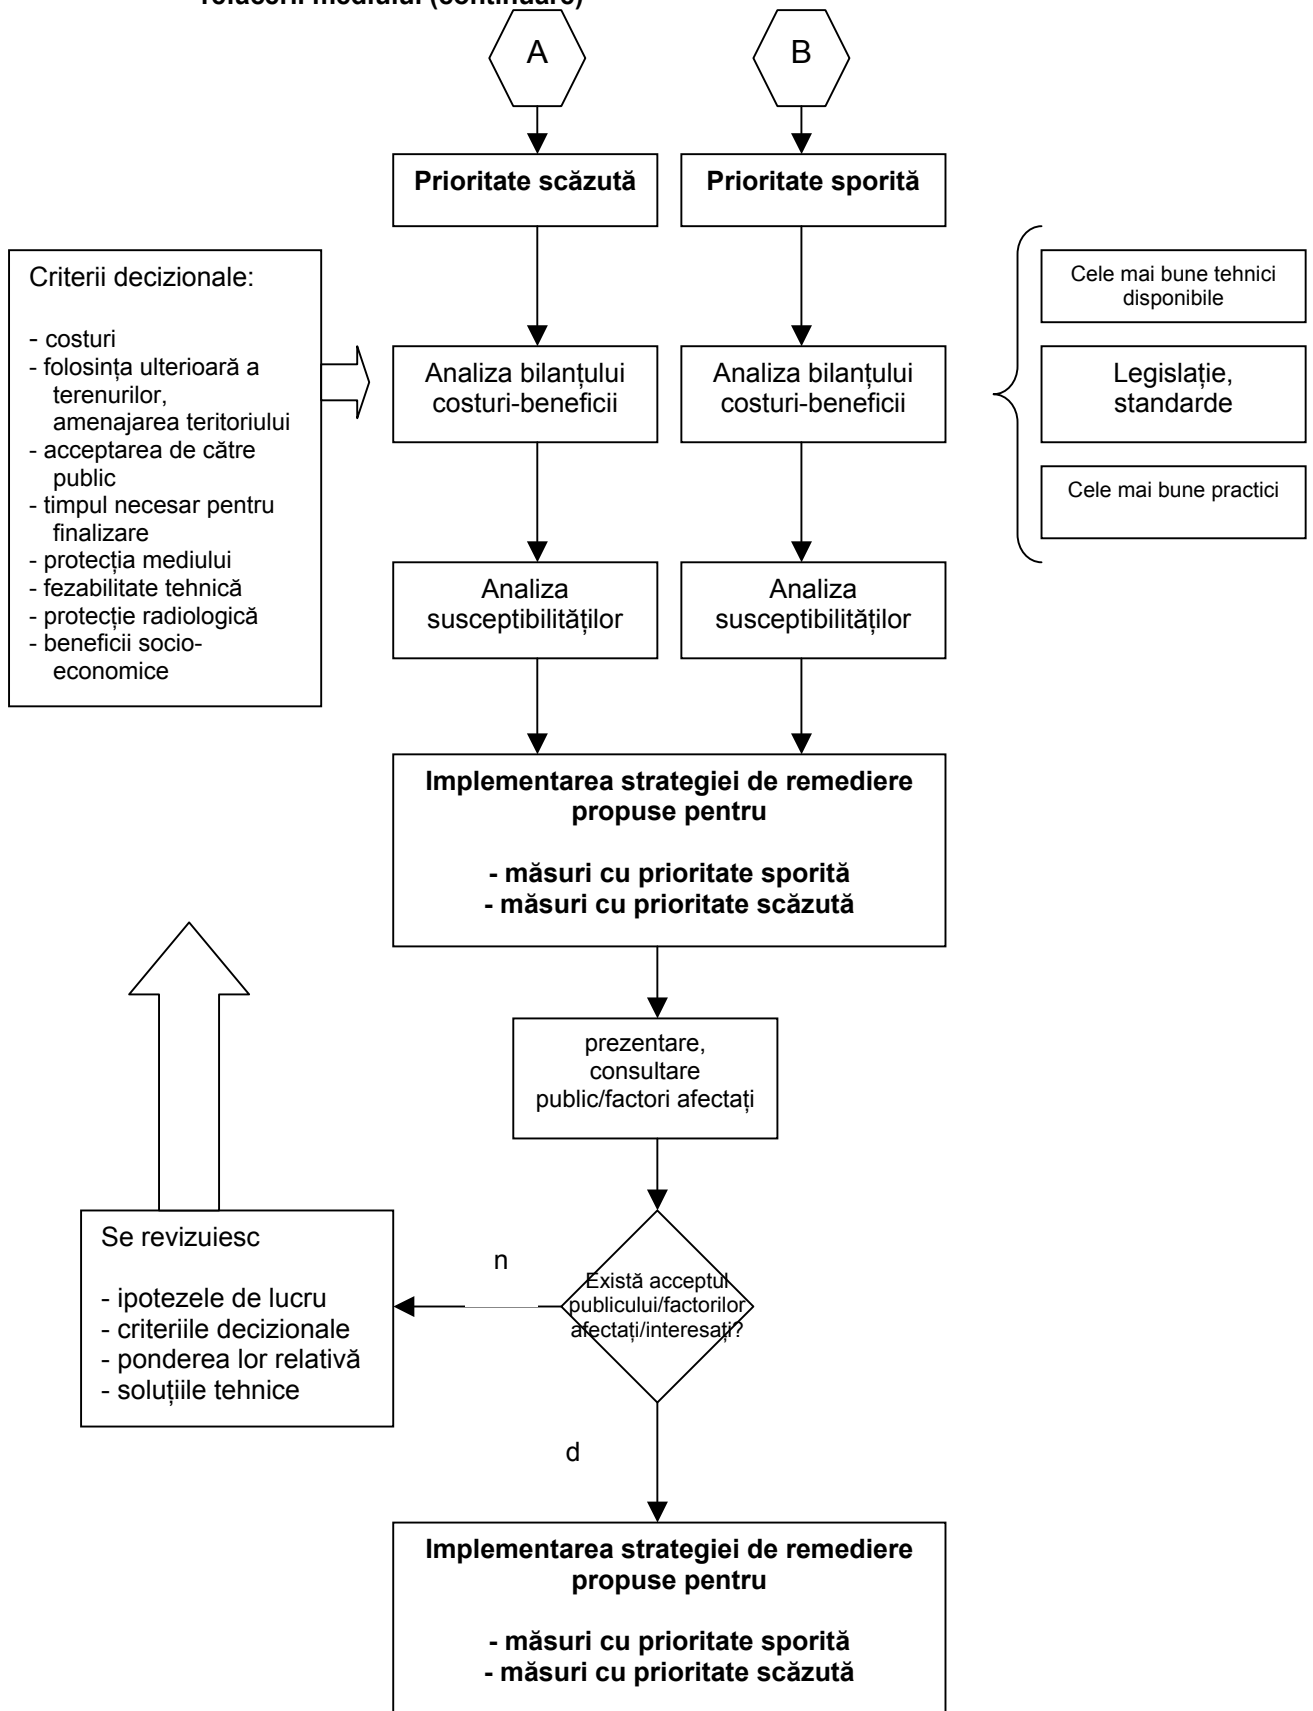 refacerii mediului (continuare)
A
B
Prioritate scăzută
Prioritate sporită
Criterii decizionale:
- costuri
- folosința ulterioară a
terenurilor,
amenajarea teritoriului
- acceptarea de către
public
- timpul necesar pentru
finalizare
- protecția mediului
- fezabilitate tehnică
- protecție radiologică
- beneficii socio-
economice
Analiza bilanțului
costuri-beneficii
Analiza bilanțului
costuri-beneficii
Cele mai bune tehnici
disponibile
Legislație,
standarde
Cele mai bune practici
Analiza
susceptibilităților
Analiza
susceptibilităților
Implementarea strategiei de remediere
propuse pentru
- măsuri cu prioritate sporită
- măsuri cu prioritate scăzută
prezentare,
consultare
public/factori afectați
Se revizuiesc
- ipotezele de lucru
- criteriile decizionale
- ponderea lor relativă
- soluțiile tehnice
n
Există acceptul
publicului/factorilor
afectați/interesați?
d
Implementarea strategiei de remediere
propuse pentru
- măsuri cu prioritate sporită
- măsuri cu prioritate scăzută